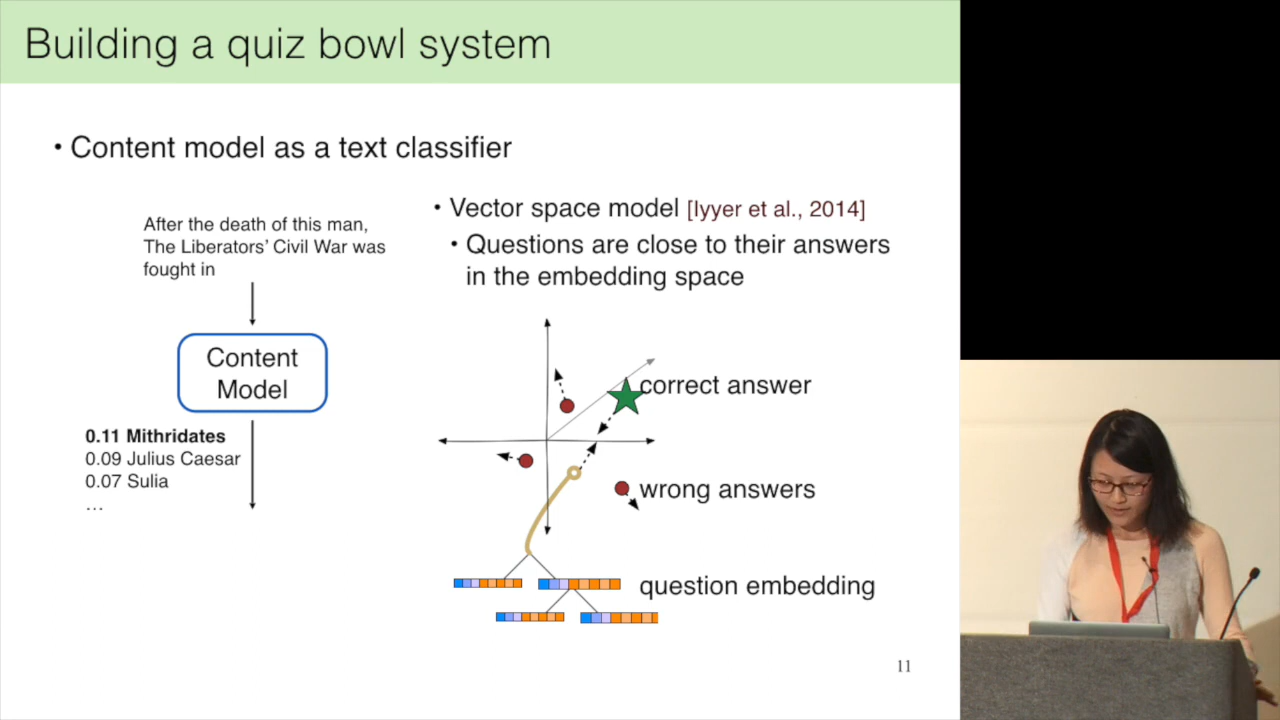 Building a quiz bowl system
• Content model as a text classifier
After the death of this man,
The Liberators' Civil War was
fought in
Content
Model
0.11 Mithridates
0.09 Julius Caesar
0.07 Sulla
...
• Vector space model [Iyyer et al., 2014]
• Questions are close to their answers
in the embedding space
correct answer
wrong answers
question embedding
11